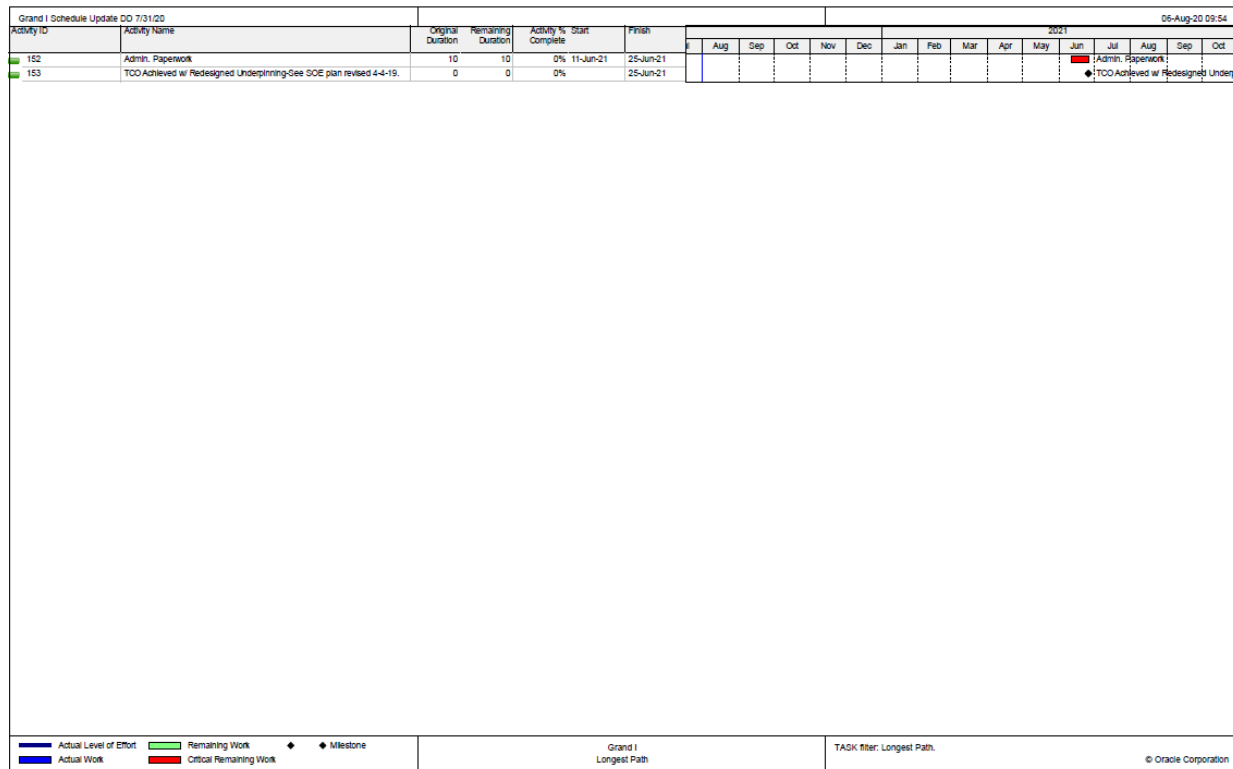 Grand I Schedule Update DD 7/31/20
06-Aug-20 09:54
Activity ID Activity Name Original Duration Remaining Duration Activity % Complete Start Finish
2021
l Aug Sep Oct Nov Dec Jan Feb Mar Apr May Jun Jul Aug Sep Oct
152 Admin. Paperwork 10 10 0% 11-Jun-21 25-Jun-21 Admin. Paperwork
153 TCO Achieved w/ Redesigned Underpinning-See SOE plan revised 4-4-19. 0 0 0% 25-Jun-21 TCO Achieved w/ Redesigned Underp
Actual Level of Effort Remaining Work Milestone
Actual Work Critical Remaining Work
Grand I
Longest Path
TASK filter: Longest Path.
© Oracle Corporation